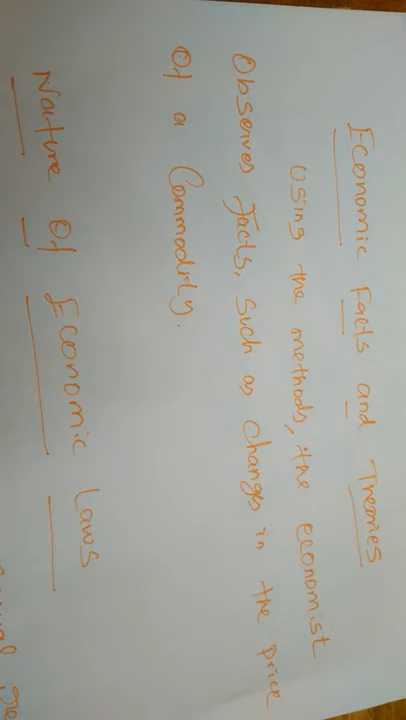 Economic Facts and Theories
Using the methods, the economist
Observes facts, such as changes in the price
Of a Commodity.
Nature Of Economic Laws